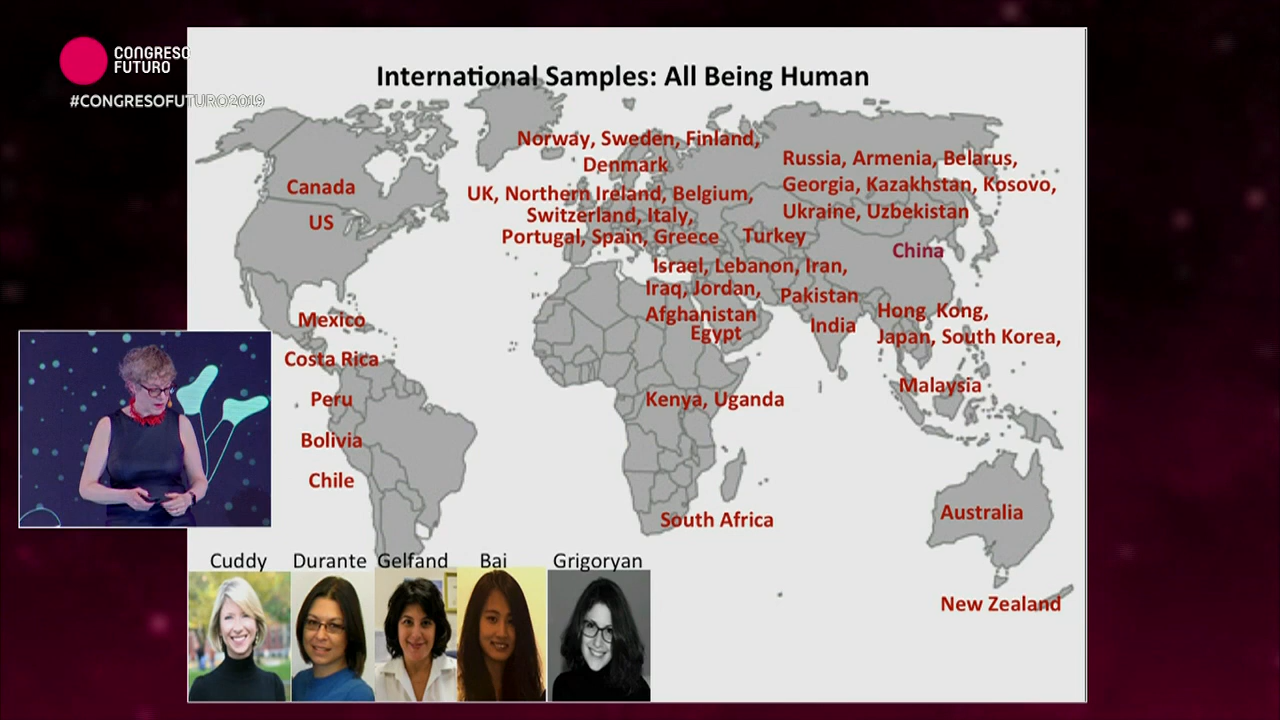 CONGRESO
FUTURO
#CONGRESOFUTURO2019
International Samples: All Being Human
Norway, Sweden, Finland,
Denmark
Russia, Armenia, Belarus,
Georgia, Kazakhstan, Kosovo,
Ukraine, Uzbekistan
Canada
US
UK, Northern Ireland, Belgium,
Switzerland, Italy,
Portugal, Spain, Greece
Turkey
China
Israel, Lebanon, Iran,
Iraq, Jordan,
Afghanistan
Egypt
Pakistan
India
Hong Kong,
Japan, South Korea,
Malaysia
Mexico
Costa Rica
Peru
Bolivia
Chile
Kenya, Uganda
South Africa
Australia
New Zealand
Cuddy
Durante
Gelfand
Bai
Grigoryan